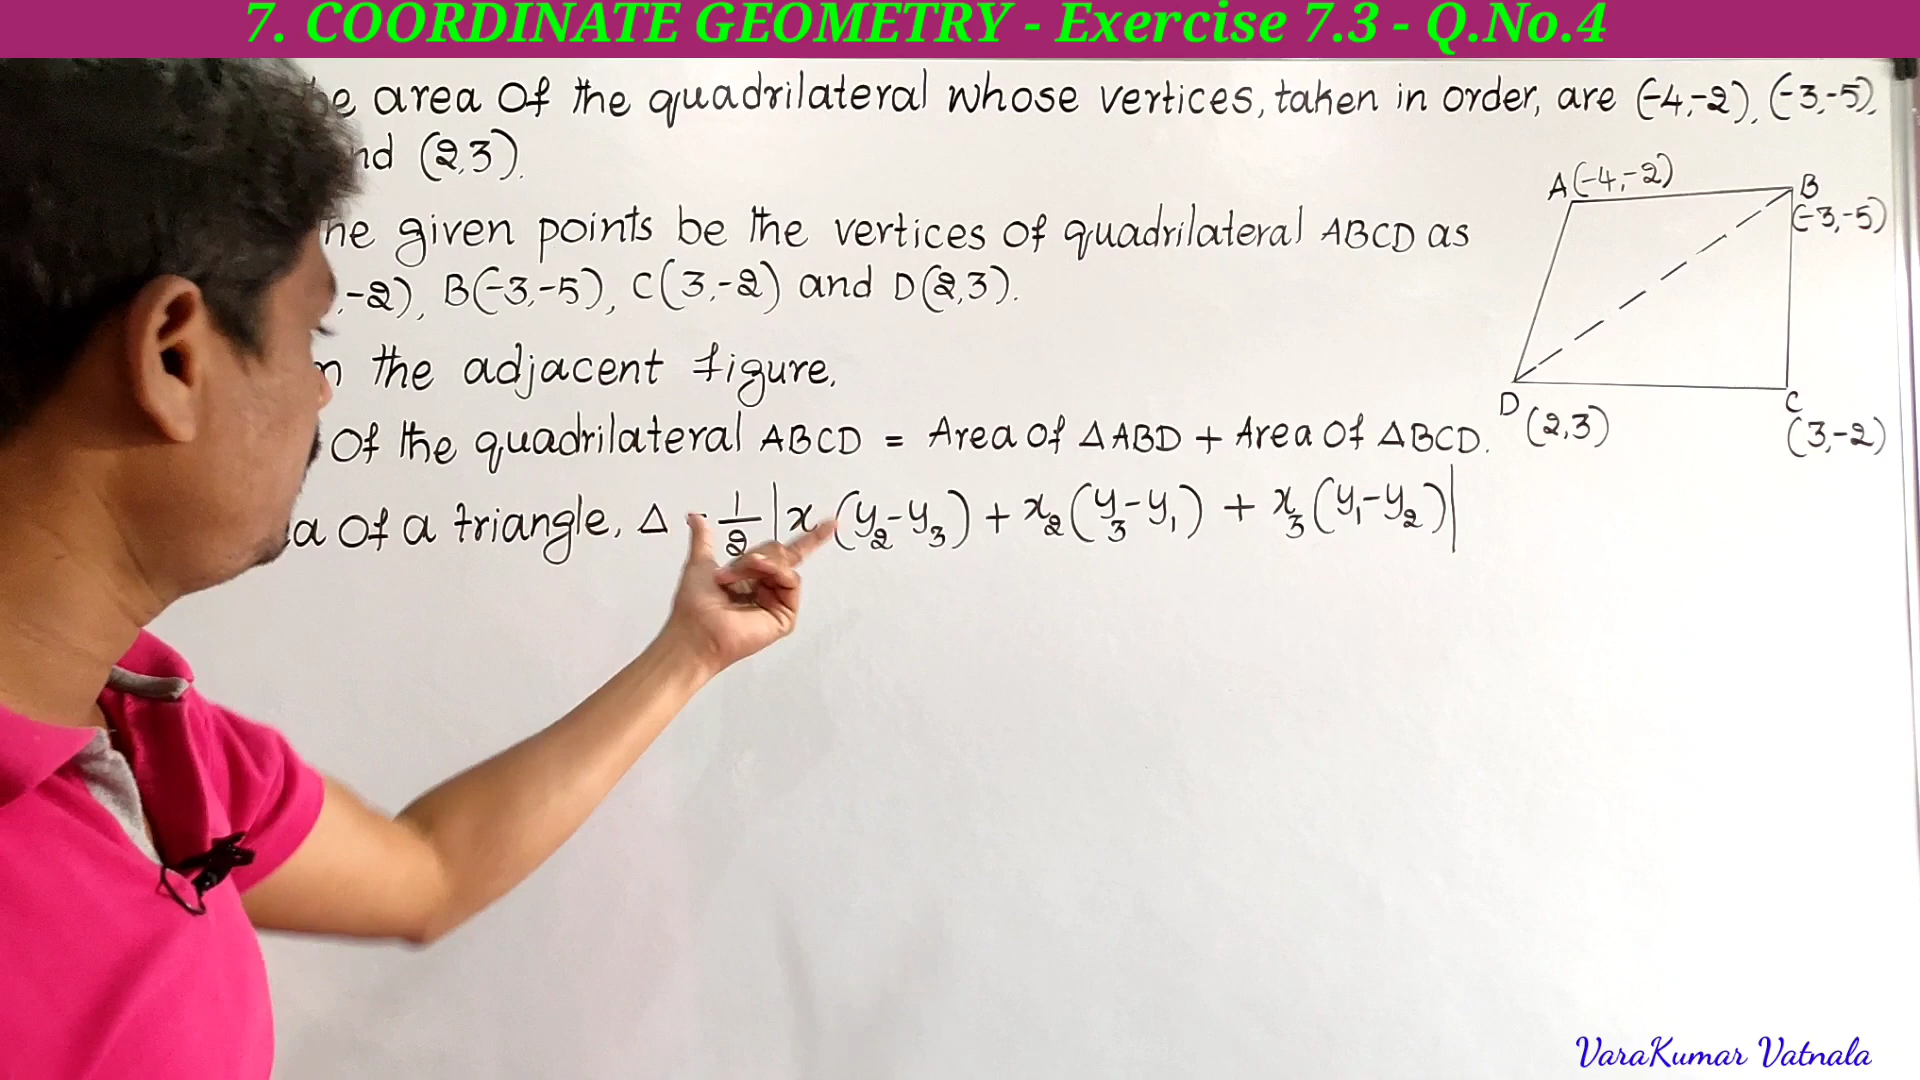 7. COORDINATE GEOMETRY - Exercise 7.3 - Q.No.4
area of the quadrilateral whose vertices, taken in order, are (-4,-2), (-3,-5),
(2,3).
given points be the vertices of quadrilateral ABCD as
,-2), B(-3,-5), C(3,-2) and D(2,3).
the adjacent figure,
of the quadrilateral ABCD = Area of ΔABD + Area of ΔBCD.
of a triangle, Δ = 1/2 |x (y₂-y₃) + x₂(y₃-y₁) + x₃(y₁-y₂)|
A(-4,-2)
B
(-3,-5)
D (2,3)
C
(3,-2)
VaraKumar Vatnala